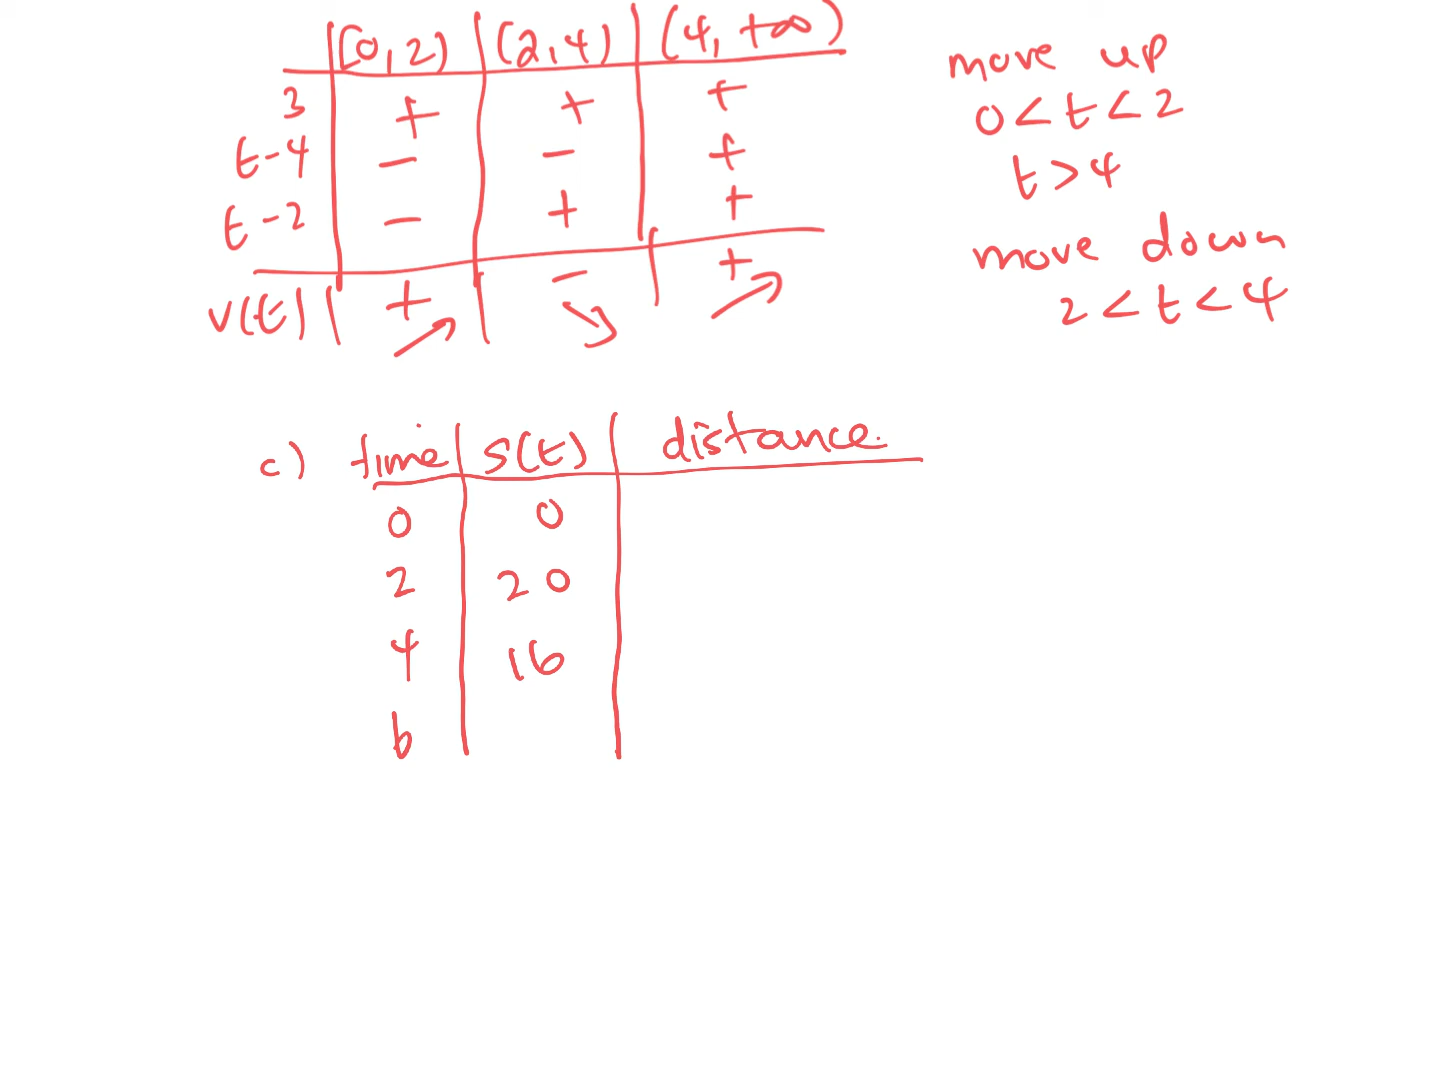 [0,2) (2,4) (4,+∞)
3 + + +
t-4 - - +
t-2 - + +
v(t) + - +
move up
0<t<2
t>4
move down
2<t<4
c) time s(t) distance.
0 0
2 20
4 16
b